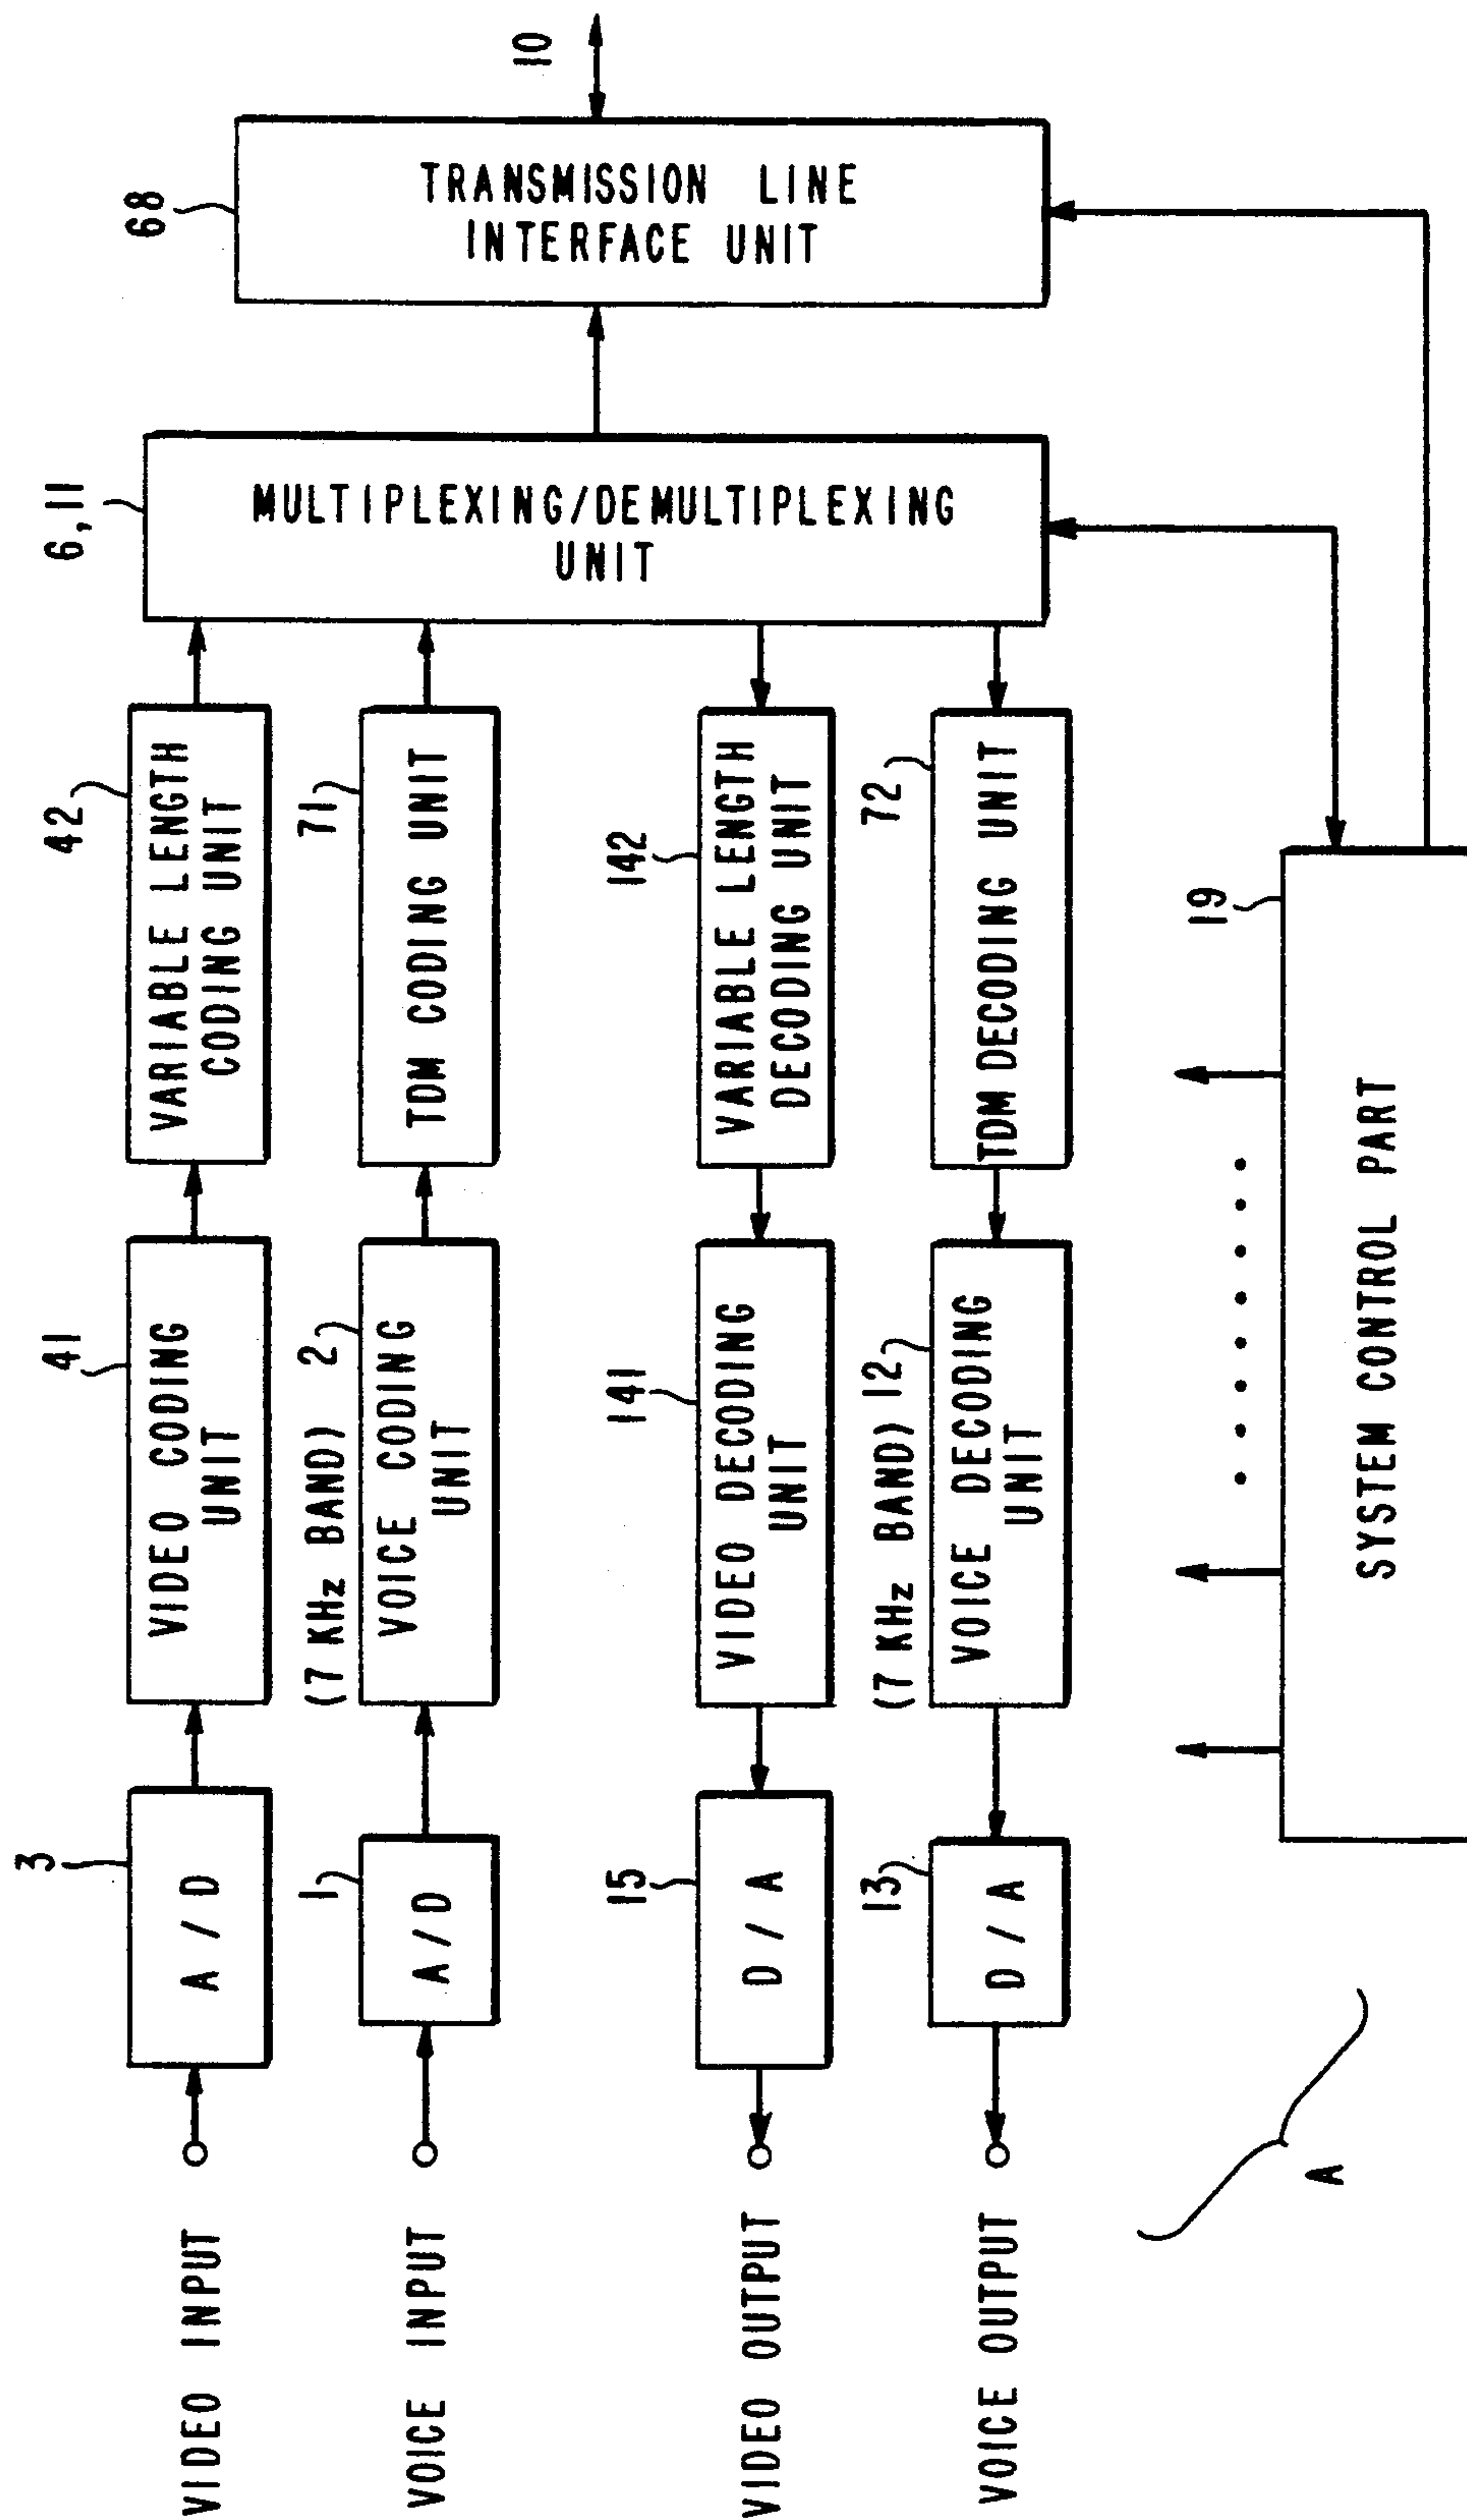 10
68
TRANSMISSION LINE
INTERFACE UNIT
6,11
MULTIPLEXING/DEMULTIPLEXING
UNIT
VIDEO INPUT
3
A/D
41
VIDEO CODING
UNIT
42
VARIABLE LENGTH
CODING UNIT
VOICE INPUT
1
A/D
(7 KHz BAND)
2
VOICE CODING
UNIT
71
TDM CODING UNIT
VIDEO OUTPUT
15
D/A
141
VIDEO DECODING
UNIT
142
VARIABLE LENGTH
DECODING UNIT
VOICE OUTPUT
13
D/A
(7 KHz BAND)
12
VOICE DECODING
UNIT
72
TDM DECODING UNIT
19
SYSTEM CONTROL PART
A